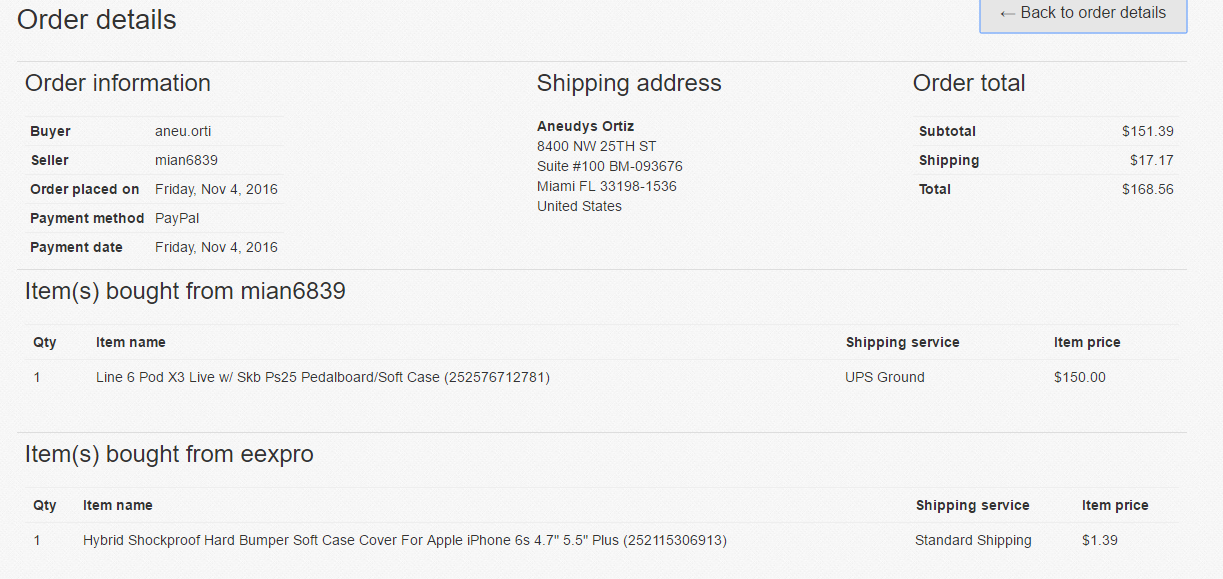 Order details
← Back to order details
Order information
Buyer aneu.orti
Seller mian6839
Order placed on Friday, Nov 4, 2016
Payment method PayPal
Payment date Friday, Nov 4, 2016
Shipping address
Aneudys Ortiz
8400 NW 25TH ST
Suite #100 BM-093676
Miami FL 33198-1536
United States
Order total
Subtotal $151.39
Shipping $17.17
Total $168.56
Item(s) bought from mian6839
Qty Item name Shipping service Item price
1 Line 6 Pod X3 Live w/ Skb Ps25 Pedalboard/Soft Case (252576712781) UPS Ground $150.00
Item(s) bought from eexpro
Qty Item name Shipping service Item price
1 Hybrid Shockproof Hard Bumper Soft Case Cover For Apple iPhone 6s 4.7" 5.5" Plus (252115306913) Standard Shipping $1.39